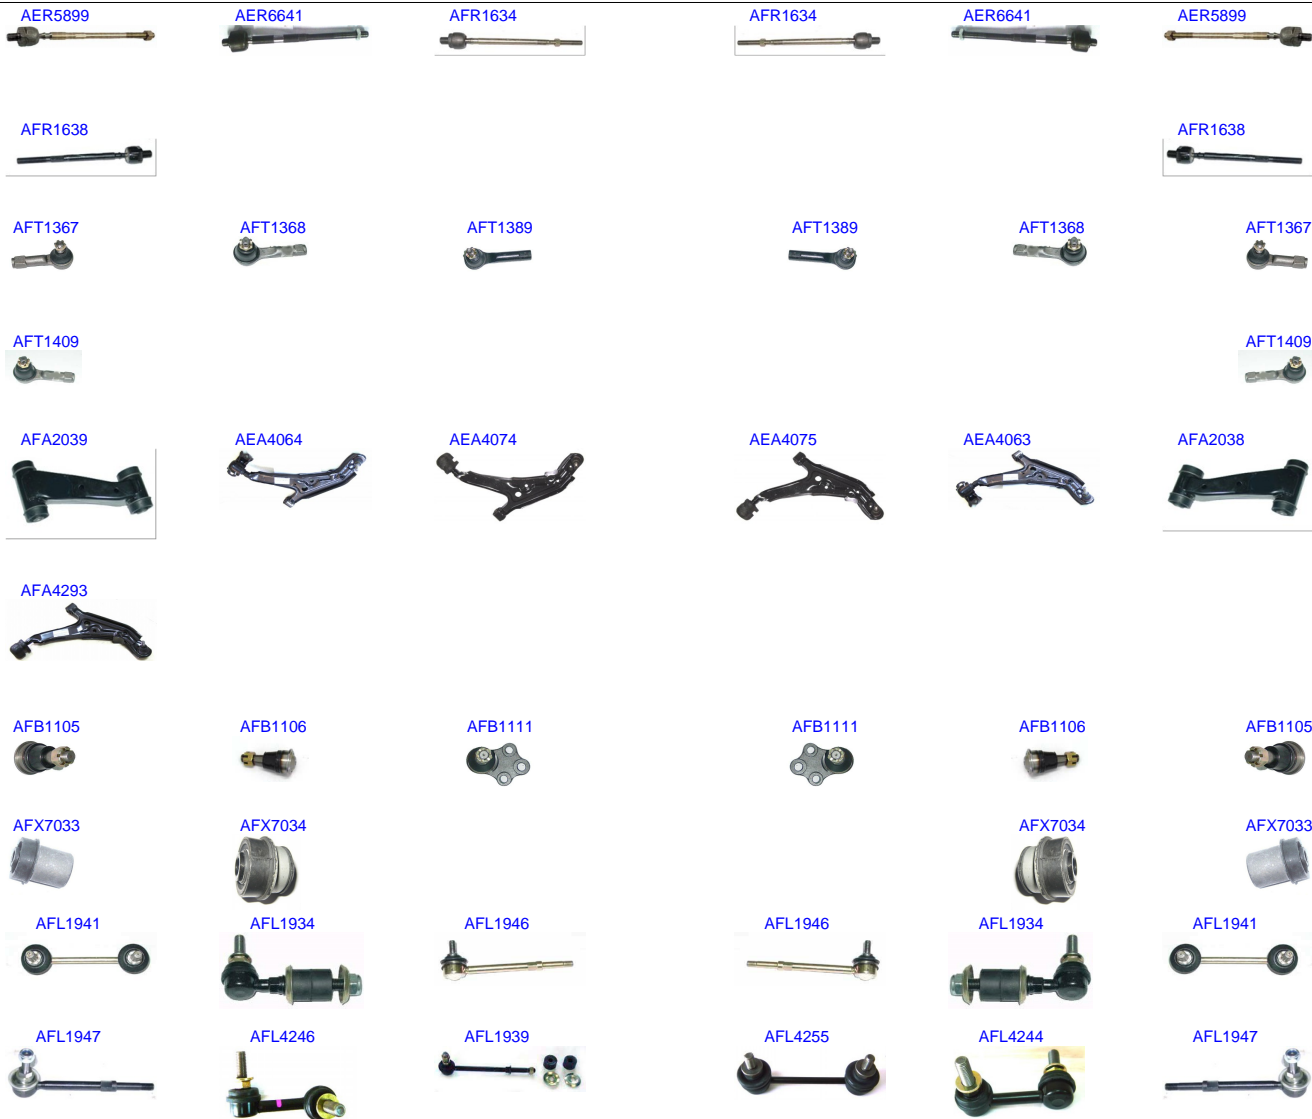 AER5899 AER6641 AFR1634 AFR1634 AER6641 AER5899
AFR1638 AFR1638
AFT1367 AFT1368 AFT1389 AFT1389 AFT1368 AFT1367
AFT1409 AFT1409
AFA2039 AEA4064 AEA4074 AEA4075 AEA4063 AFA2038
AFA4293
AFB1105 AFB1106 AFB1111 AFB1111 AFB1106 AFB1105
AFX7033 AFX7034 AFX7034 AFX7033
AFL1941 AFL1934 AFL1946 AFL1946 AFL1934 AFL1941
AFL1947 AFL4246 AFL1939 AFL4255 AFL4244 AFL1947